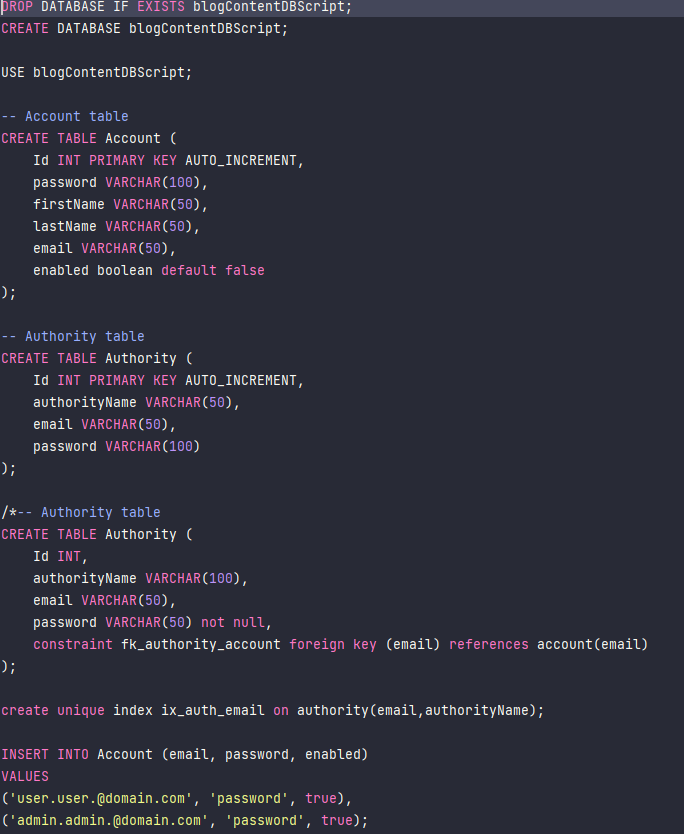 DROP DATABASE IF EXISTS blogContentDBScript;
CREATE DATABASE blogContentDBScript;
USE blogContentDBScript;
-- Account table
CREATE TABLE Account (
    Id INT PRIMARY KEY AUTO_INCREMENT,
    password VARCHAR(100),
    firstName VARCHAR(50),
    lastName VARCHAR(50),
    email VARCHAR(50),
    enabled boolean default false
);
-- Authority table
CREATE TABLE Authority (
    Id INT PRIMARY KEY AUTO_INCREMENT,
    authorityName VARCHAR(50),
    email VARCHAR(50),
    password VARCHAR(100)
);
/*-- Authority table
CREATE TABLE Authority (
    Id INT,
    authorityName VARCHAR(100),
    email VARCHAR(50),
    password VARCHAR(50) not null,
    constraint fk_authority_account foreign key (email) references account(email)
);
create unique index ix_auth_email on authority(email,authorityName);
INSERT INTO Account (email, password, enabled)
VALUES
('user.user.@domain.com', 'password', true),
('admin.admin.@domain.com', 'password', true);